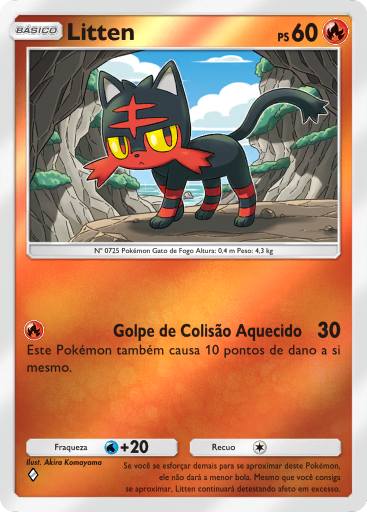 BÁSICO Litten PS 60
Nº 0725 Pokémon Gato de Fogo Altura: 0,4 m Peso: 4,3 kg
Golpe de Colisão Aquecido 30
Este Pokémon também causa 10 pontos de dano a si
mesmo.
Fraqueza +20 Recuo
Ilust. Akira Komayama
Se você se esforçar demais para se aproximar deste Pokémon,
ele não dará a menor bola. Mesmo que você consiga
se aproximar, Litten continuará detestando afeto em excesso.